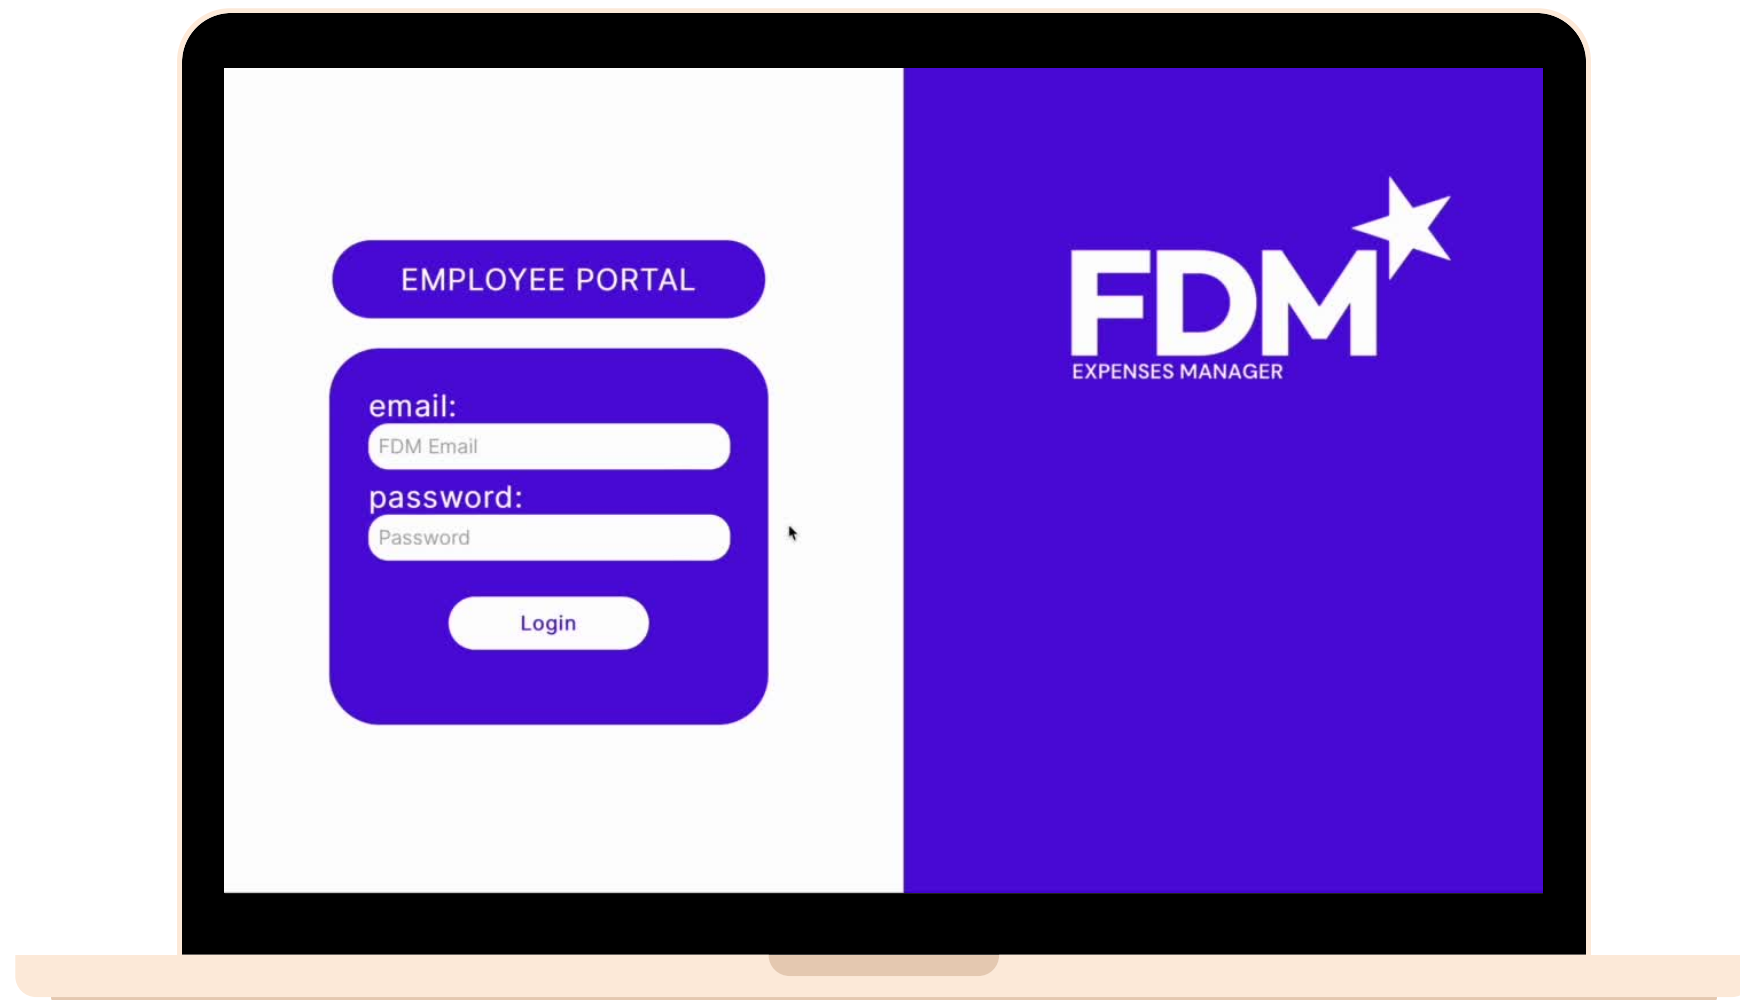 EMPLOYEE PORTAL
email:
FDM Email
password:
Password
Login
FDM
EXPENSES MANAGER